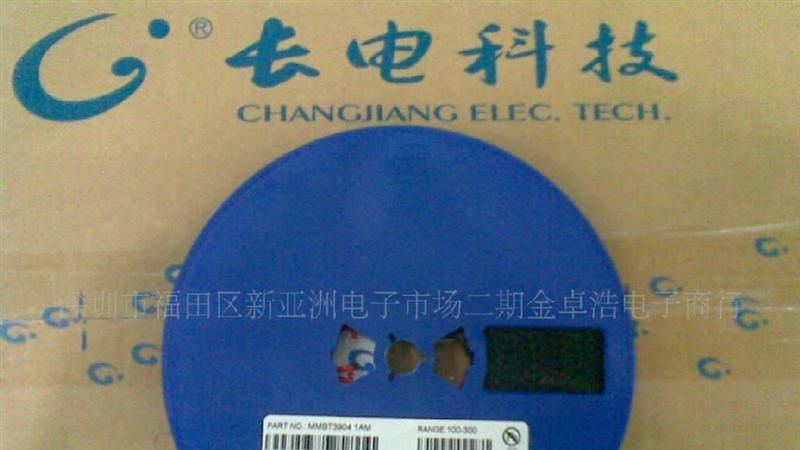 ® 长电科技
CHANGJIANG ELEC. TECH.
深圳市福田区新亚洲电子市场二期金卓浩电子商行
PART NO.: MMBT3904 1AM
RANGE:100-300